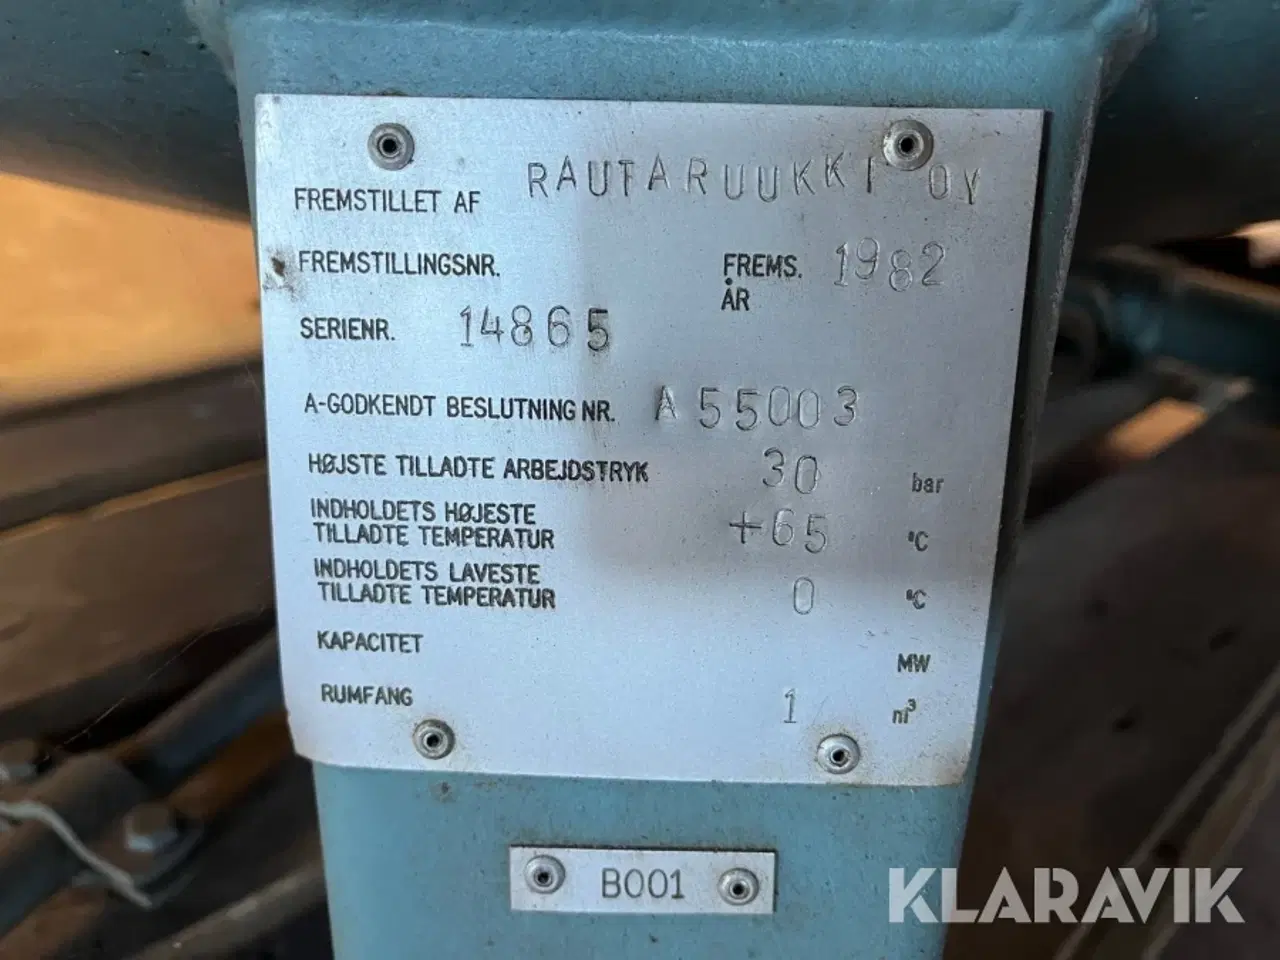 FREMSTILLET AF RAUTARUUKKI OY
FREMSTILLINGSNR.
FREMS. 1982
ÅR
SERIENR. 14865
A-GODKENDT BESLUTNING NR. A 55003
HØJSTE TILLADTE ARBEJDSTRYK 30 bar
INDHOLDETS HØJESTE
TILLADTE TEMPERATUR +65 °C
INDHOLDETS LAVESTE
TILLADTE TEMPERATUR 0 °C
KAPACITET MW
RUMFANG 1 m³
B001
KLARAVIK